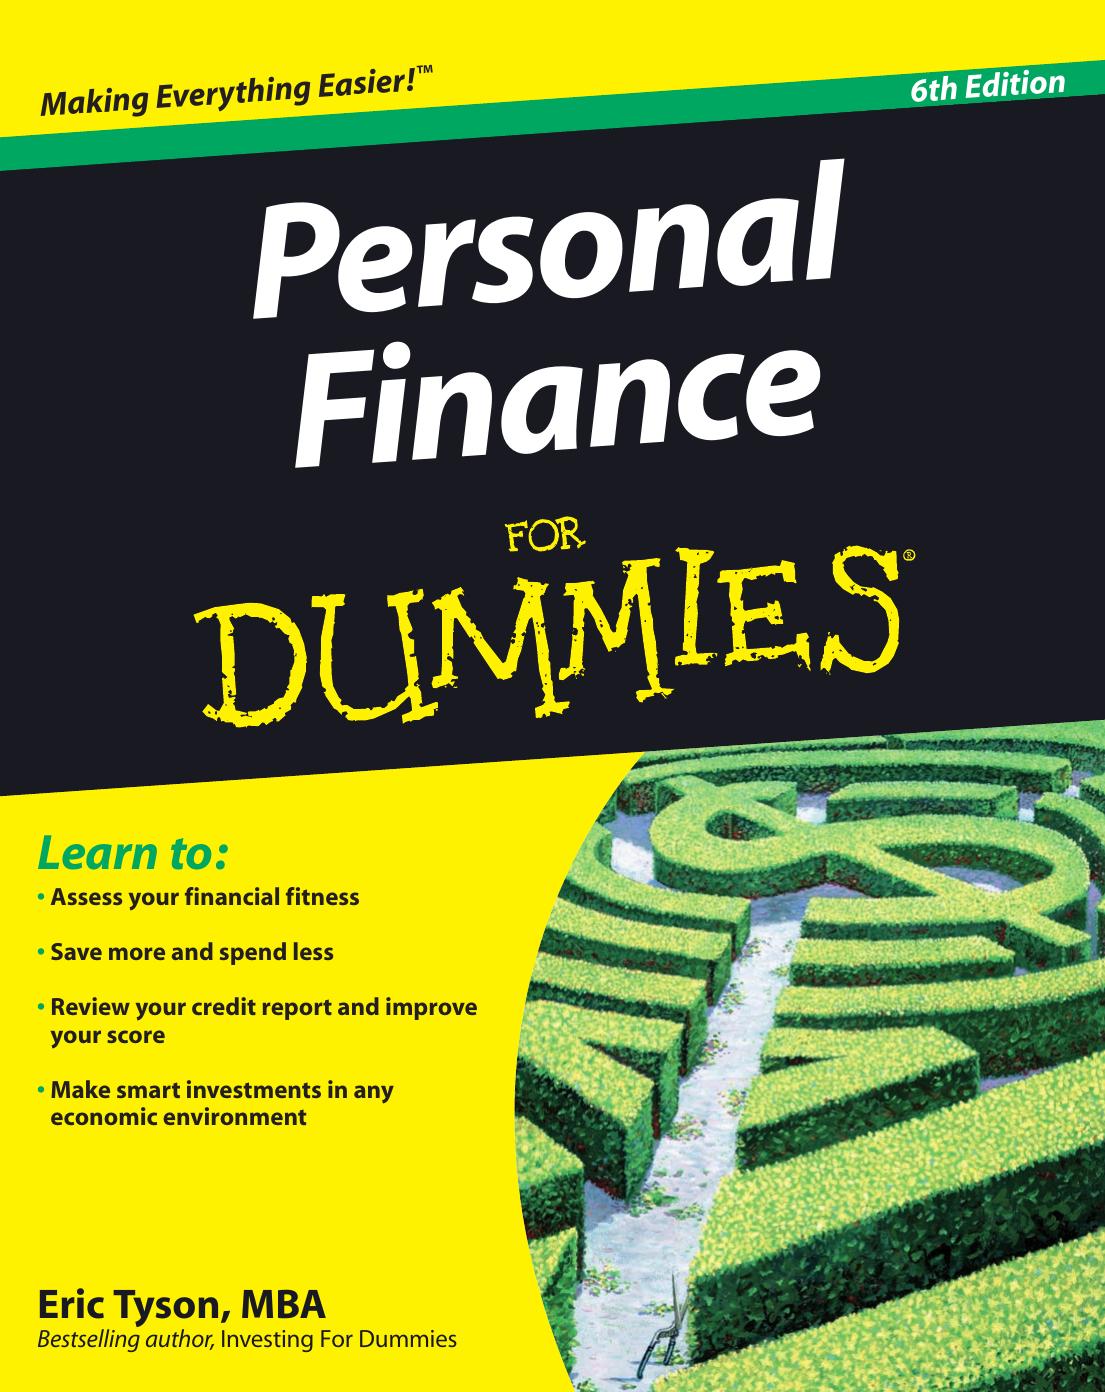 Making Everything Easier!™
6th Edition
Personal
Finance
FOR
DUMMIES®
Learn to:
• Assess your financial fitness
• Save more and spend less
• Review your credit report and improve
your score
• Make smart investments in any
economic environment
Eric Tyson, MBA
Bestselling author, Investing For Dummies